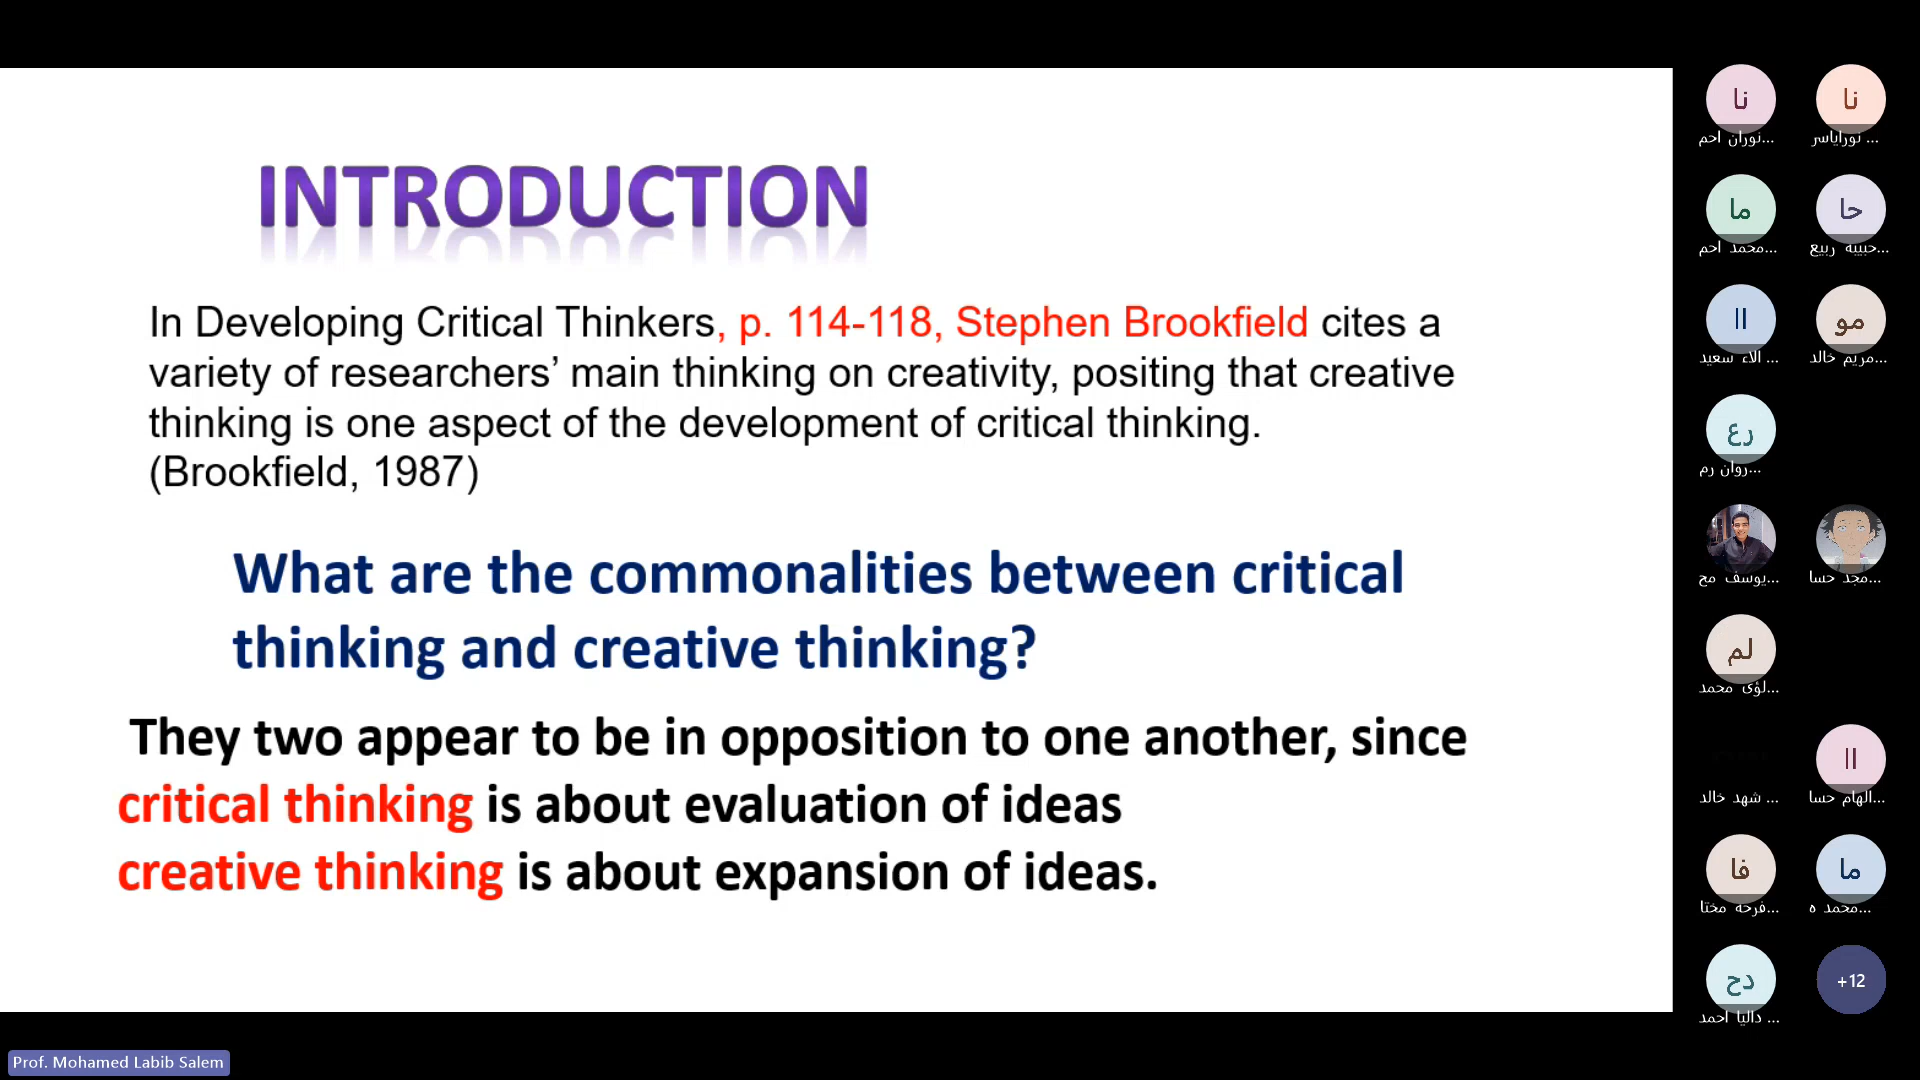 INTRODUCTION
In Developing Critical Thinkers, p. 114-118, Stephen Brookfield cites a
variety of researchers’ main thinking on creativity, positing that creative
thinking is one aspect of the development of critical thinking.
(Brookfield, 1987)
What are the commonalities between critical
thinking and creative thinking?
They two appear to be in opposition to one another, since
critical thinking is about evaluation of ideas
creative thinking is about expansion of ideas.
نا
نوران احم...
نا
نوراياسر ...
ما
محمد احم...
حا
حبيبه ربيع...
اا
الاء سعيد ...
مو
مريم خالد...
رع
روان رم...
يوسف مح...
امجد حسا...
لم
لؤى محمد...
شهد خالد ...
اا
الهام حسا...
فا
فرحه مختا...
ما
محمد ه...
دح
داليا احمد ...
+12
Prof. Mohamed Labib Salem